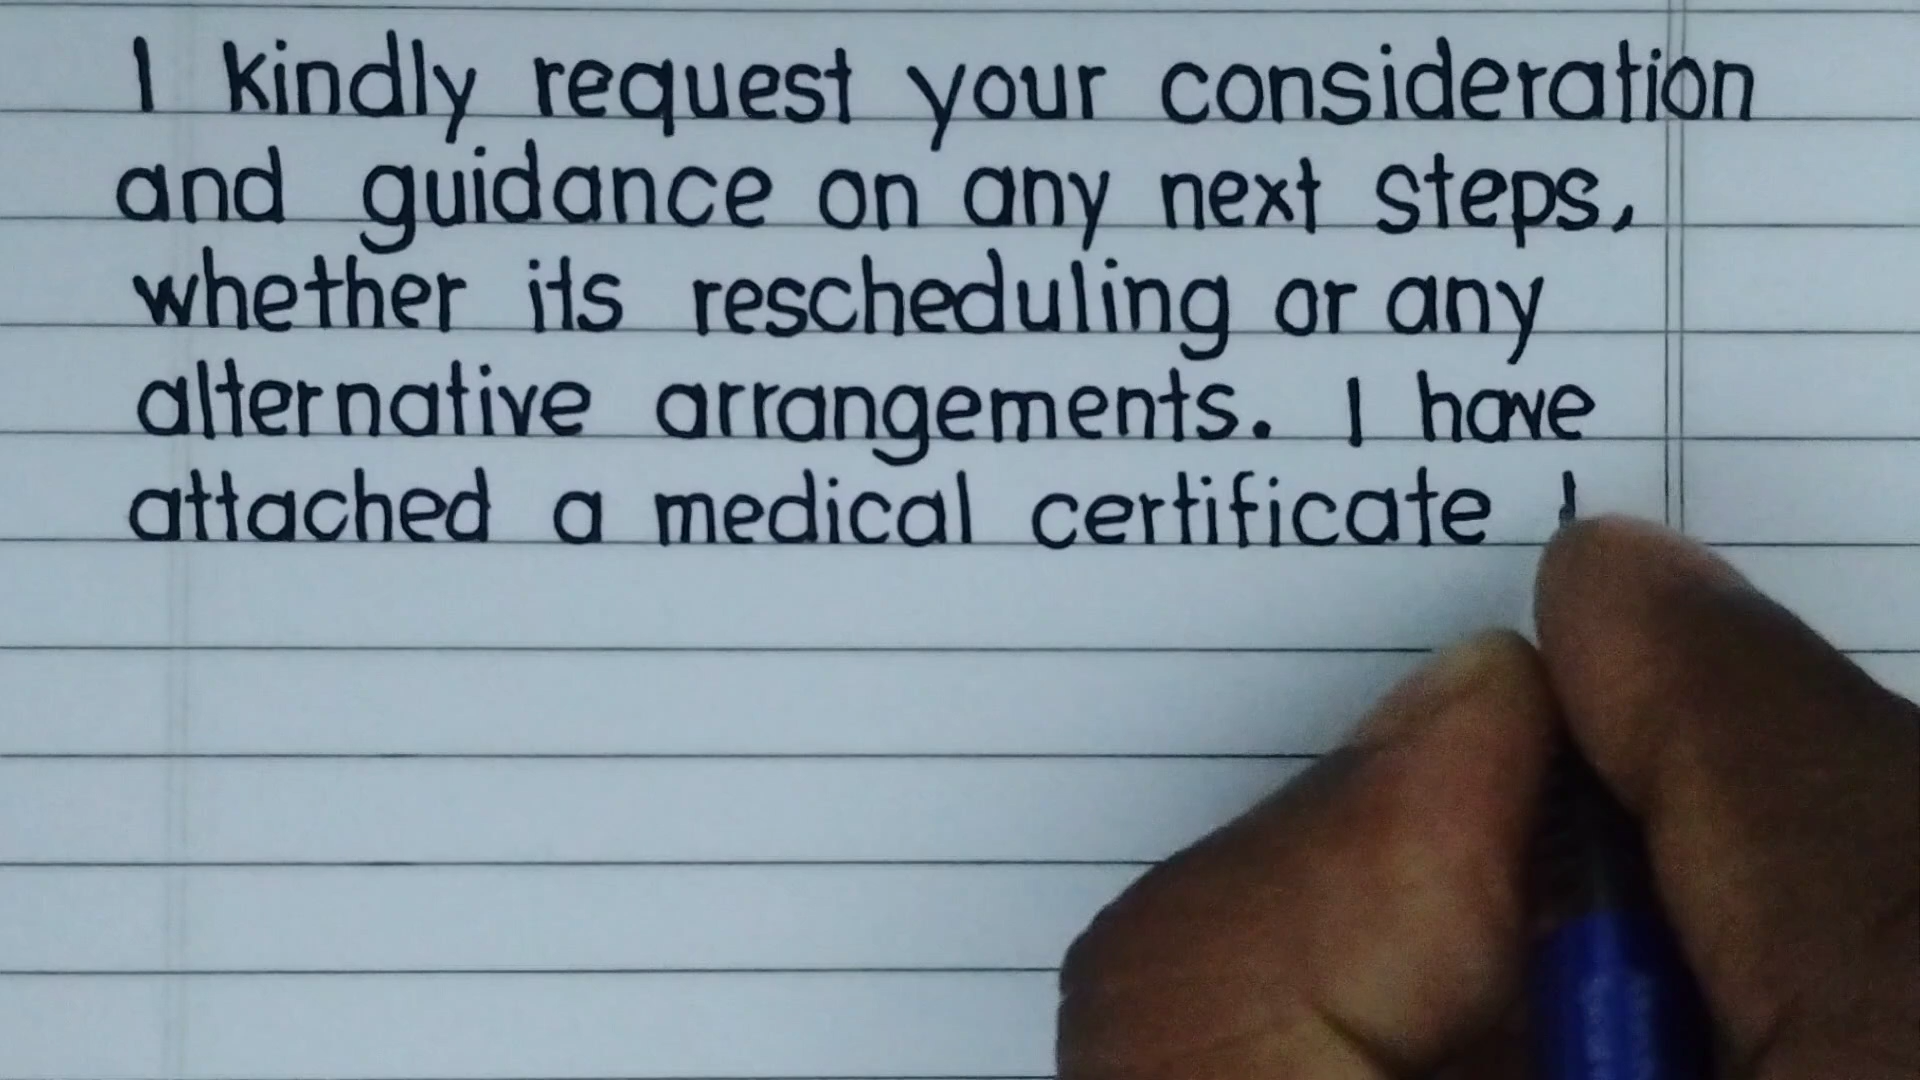 I kindly request your consideration
and guidance on any next steps,
whether its rescheduling or any
alternative arrangements. I have
attached a medical certificate